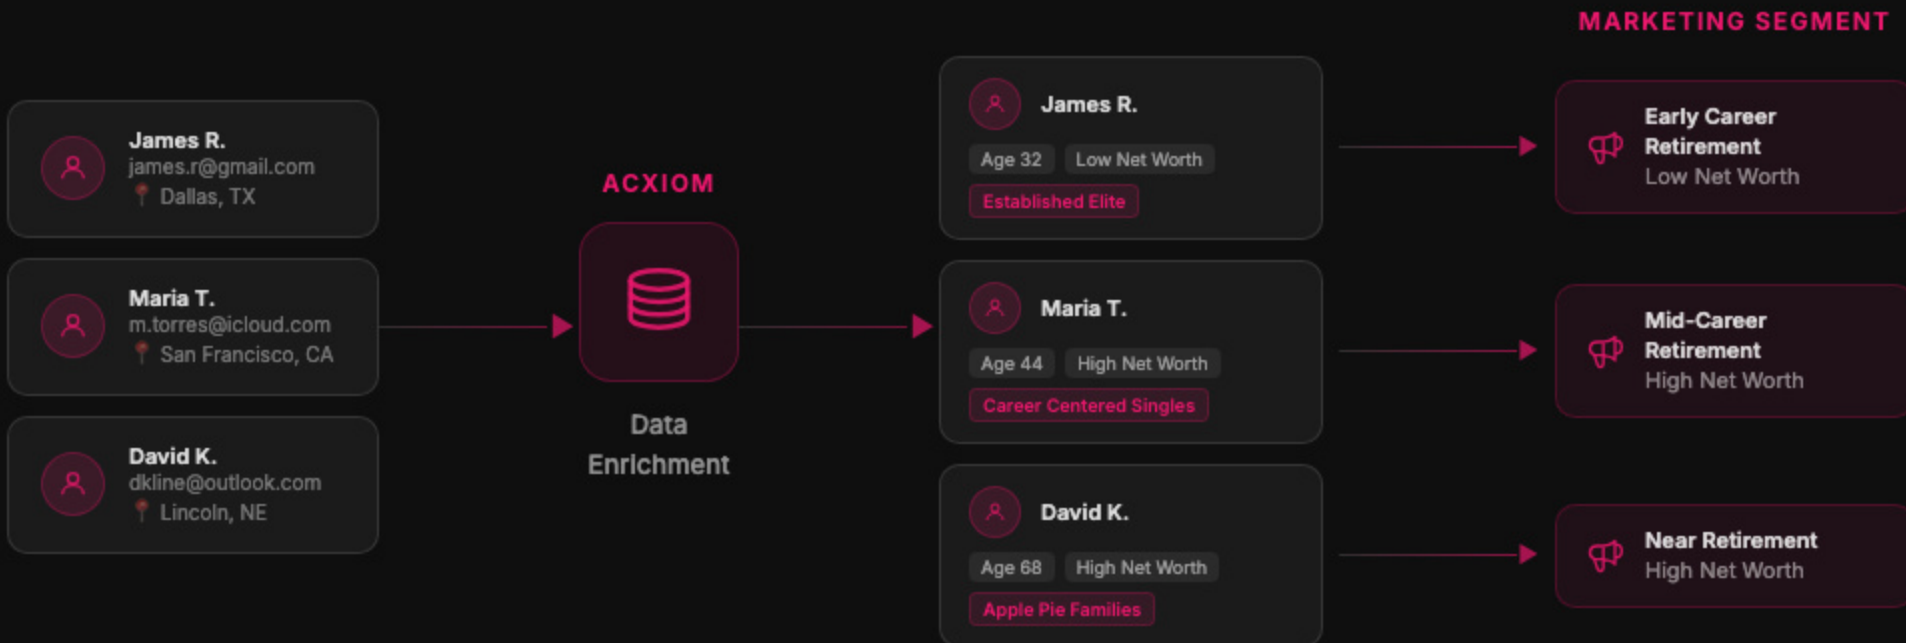 MARKETING SEGMENT
James R.
james.r@gmail.com
Dallas, TX
Maria T.
m.torres@icloud.com
San Francisco, CA
David K.
dkline@outlook.com
Lincoln, NE
ACXIOM
Data
Enrichment
James R.
Age 32 Low Net Worth
Established Elite
Maria T.
Age 44 High Net Worth
Career Centered Singles
David K.
Age 68 High Net Worth
Apple Pie Families
Early Career
Retirement
Low Net Worth
Mid-Career
Retirement
High Net Worth
Near Retirement
High Net Worth